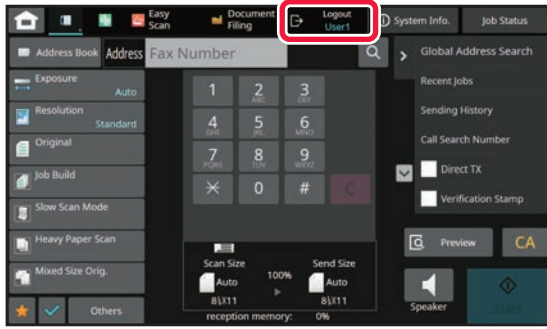 Easy
Scan
Document
Filing
Logout
User1
System Info.
Job Status
Address Book
Address
Fax Number
Global Address Search
Exposure
Auto
Recent Jobs
1
2
ABC
3
DEF
Resolution
Standard
Sending History
4
GHI
5
JKL
6
MNO
Original
Call Search Number
7
PQRS
8
TUV
9
WXYZ
Job Build
Direct TX
0
#
C
Slow Scan Mode
Verification Stamp
Heavy Paper Scan
Preview
CA
Mixed Size Orig.
Scan Size
Send Size
Auto
100%
Auto
8½X11
8½X11
Speaker
Start
Others
reception memory: 0%